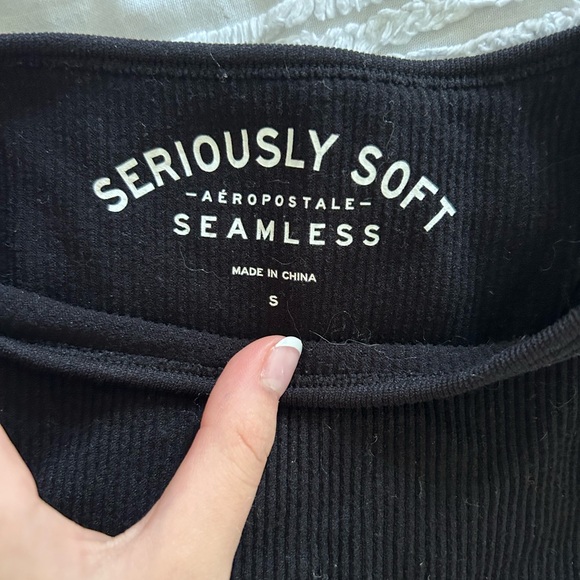 SERIOUSLY SOFT
—AÉROPOSTALE—
SEAMLESS
MADE IN CHINA
S